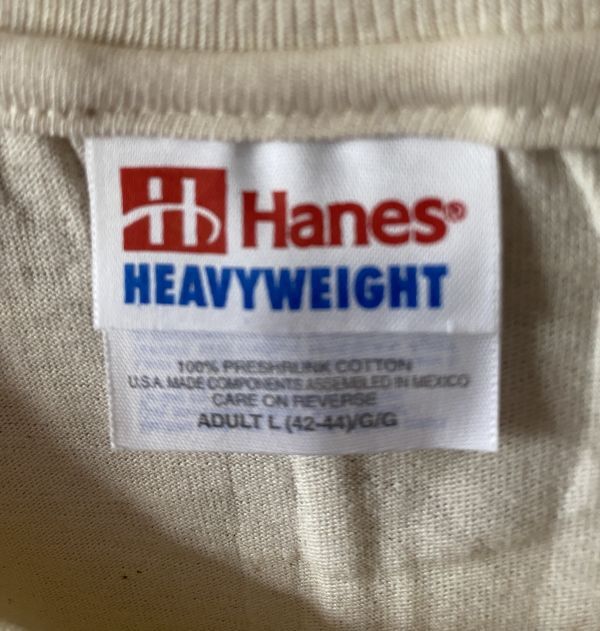 H Hanes®
HEAVYWEIGHT
100% PRESHRUNK COTTON
U.S.A. MADE COMPONENTS ASSEMBLED IN MEXICO
CARE ON REVERSE
ADULT L (42-44)/G/G